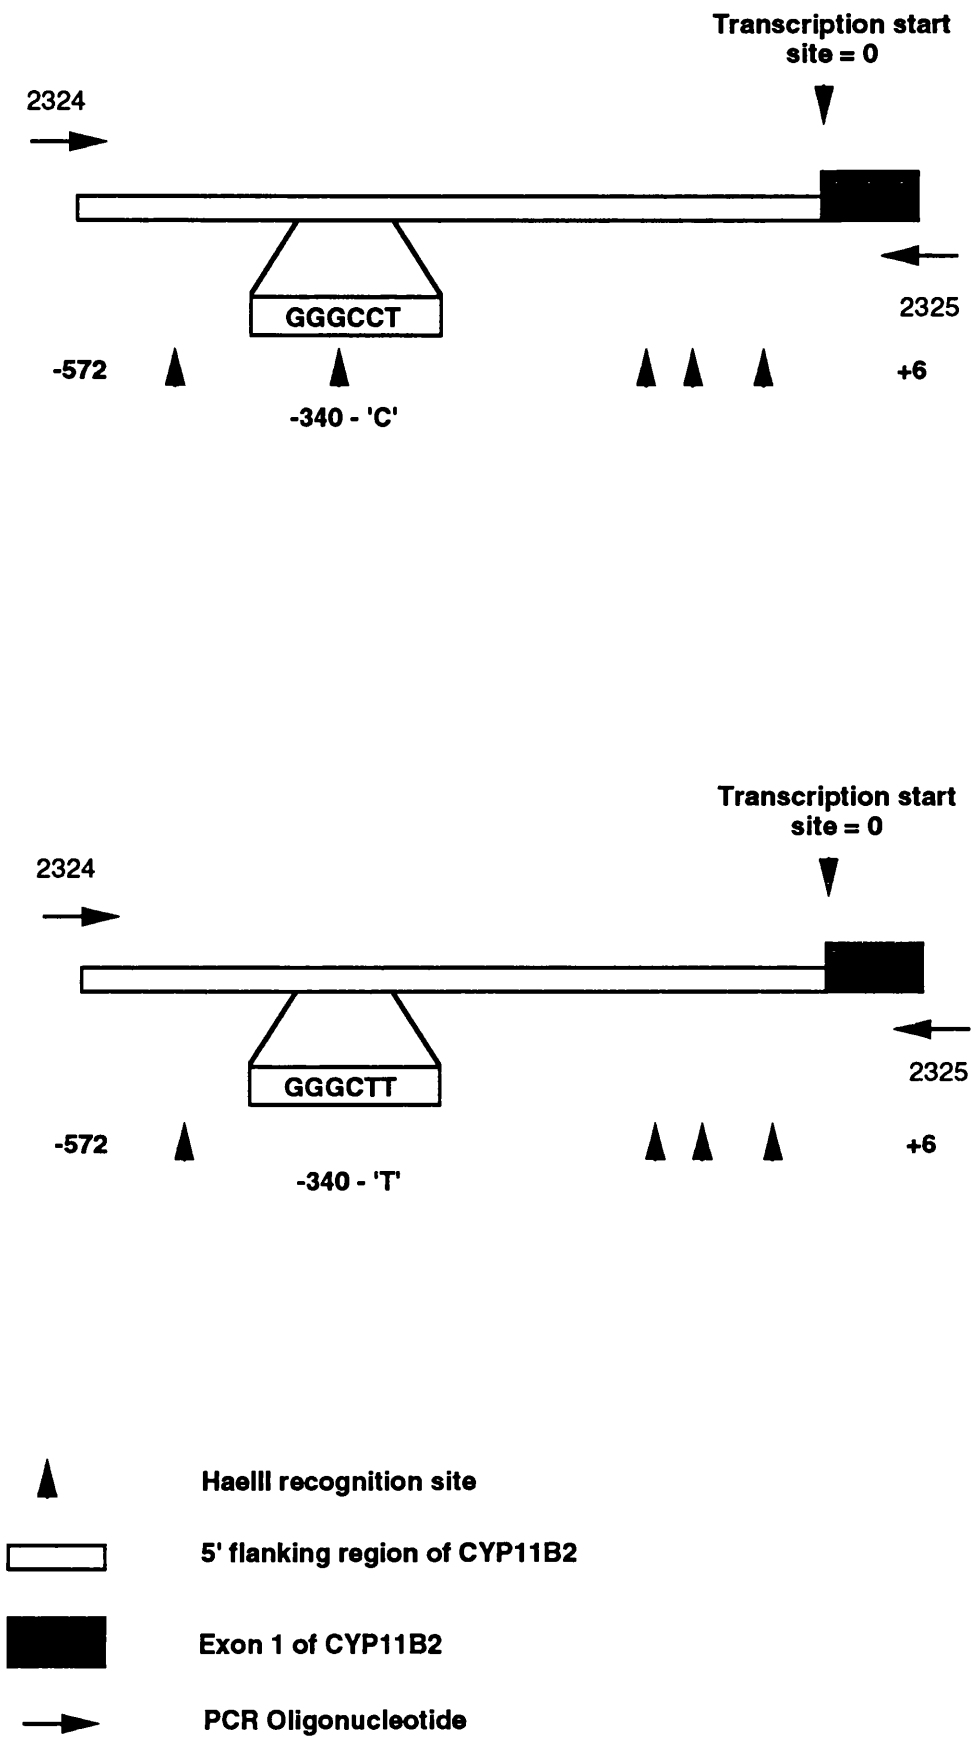 Transcription start
site = 0
2324
GGGCCT
2325
-572
+6
-340 - 'C'
Transcription start
site = 0
2324
GGGCTT
2325
-572
+6
-340 - 'T'
HaeIII recognition site
5' flanking region of CYP11B2
Exon 1 of CYP11B2
PCR Oligonucleotide